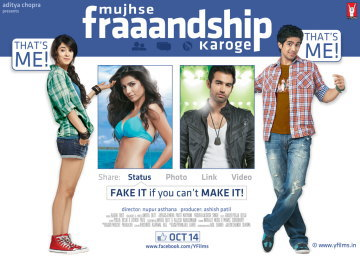 aditya chopra
presents
mujhse
fraaandship
karoge
THAT'S
ME!
THAT'S
ME!
Share: Status Photo Link Video
FAKE IT if you can't MAKE IT!
director nupur asthana producer ashish patil
OCT 14
www.facebook.com/YFilms
www.yfilms.in